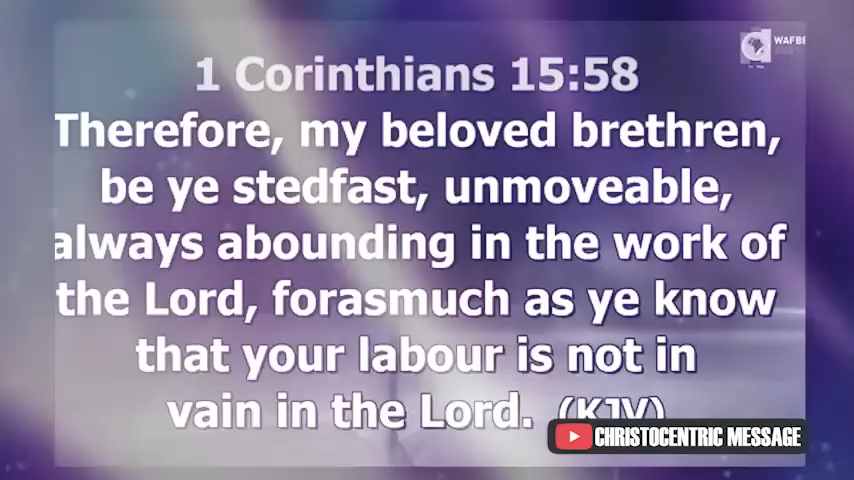 WAFBE
1 Corinthians 15:58
Therefore, my beloved brethren,
be ye stedfast, unmoveable,
always abounding in the work of
the Lord, forasmuch as ye know
that your labour is not in
vain in the Lord. (KJV)
CHRISTOCENTRIC MESSAGE